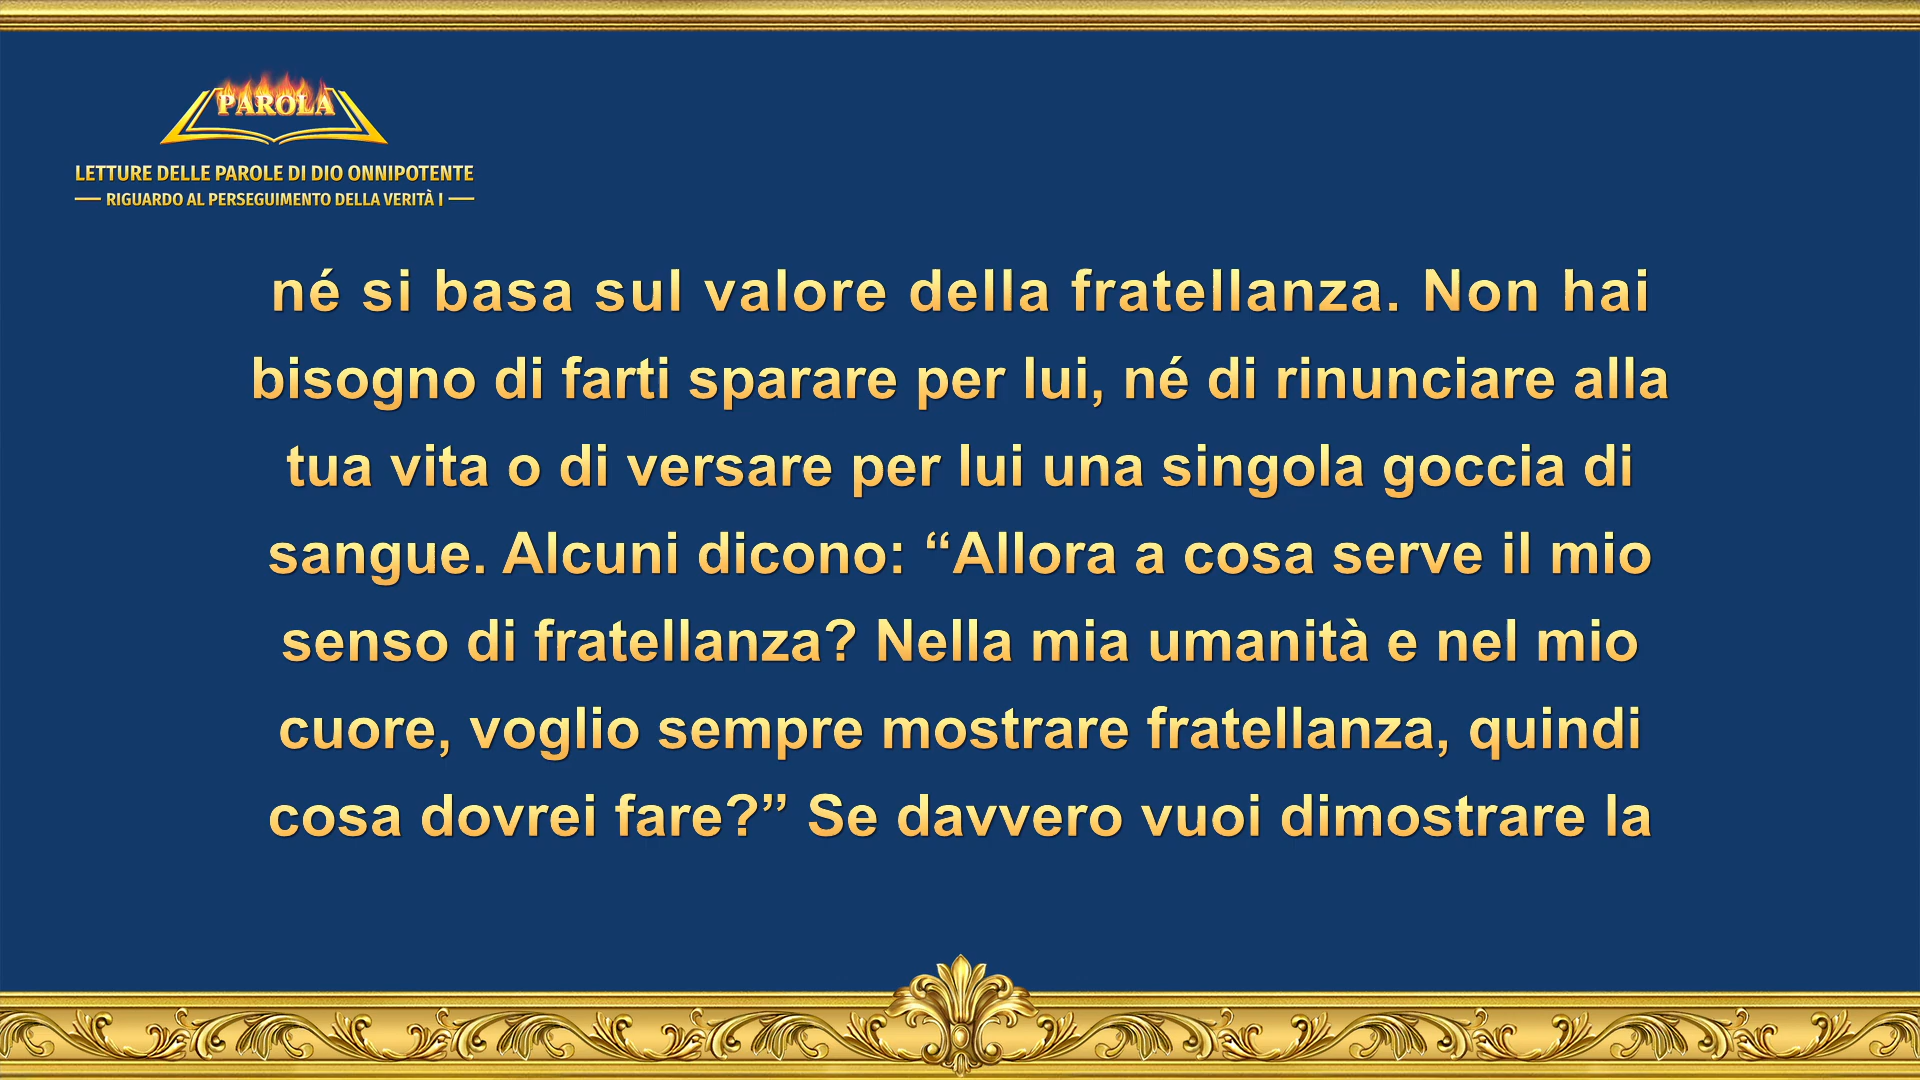 PAROLA
LETTURE DELLE PAROLE DI DIO ONNIPOTENTE
RIGUARDO AL PERSEGUIMENTO DELLA VERITÀ I
né si basa sul valore della fratellanza. Non hai
bisogno di farti sparare per lui, né di rinunciare alla
tua vita o di versare per lui una singola goccia di
sangue. Alcuni dicono: “Allora a cosa serve il mio
senso di fratellanza? Nella mia umanità e nel mio
cuore, voglio sempre mostrare fratellanza, quindi
cosa dovrei fare?” Se davvero vuoi dimostrare la